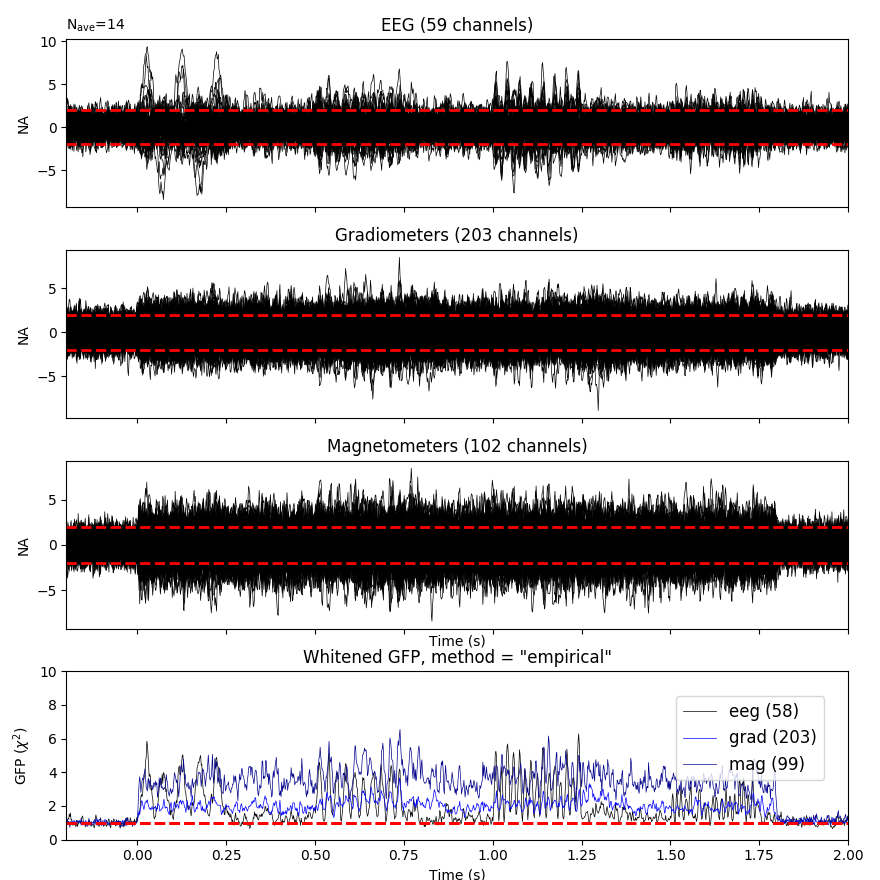 N_ave=14
EEG (59 channels)
10
5
0
−5
NA
Gradiometers (203 channels)
5
0
−5
NA
Magnetometers (102 channels)
5
0
−5
NA
Time (s)
Whitened GFP, method = "empirical"
10
8
6
4
2
0
GFP (χ²)
eeg (58)
grad (203)
mag (99)
0.00 0.25 0.50 0.75 1.00 1.25 1.50 1.75 2.00
Time (s)